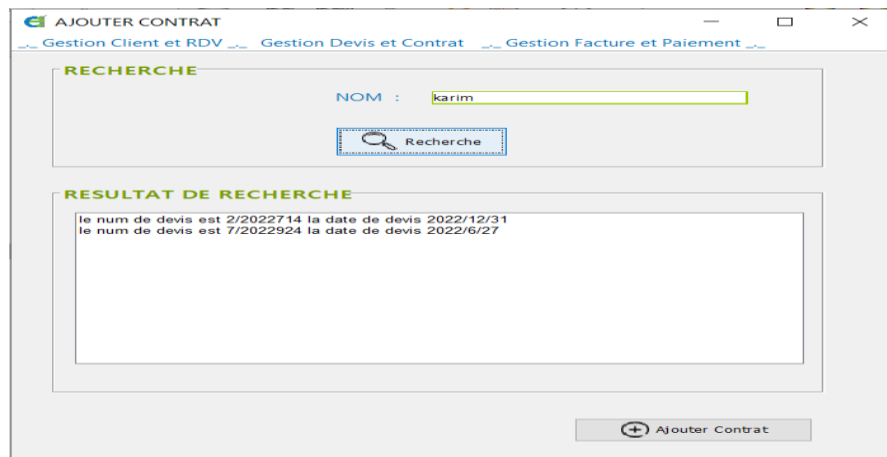 AJOUTER CONTRAT
_._ Gestion Client et RDV _._ Gestion Devis et Contrat _._ Gestion Facture et Paiement _._
RECHERCHE
NOM : karim
Recherche
RESULTAT DE RECHERCHE
le num de devis est 2/2022714 la date de devis 2022/12/31
le num de devis est 7/2022924 la date de devis 2022/6/27
Ajouter Contrat